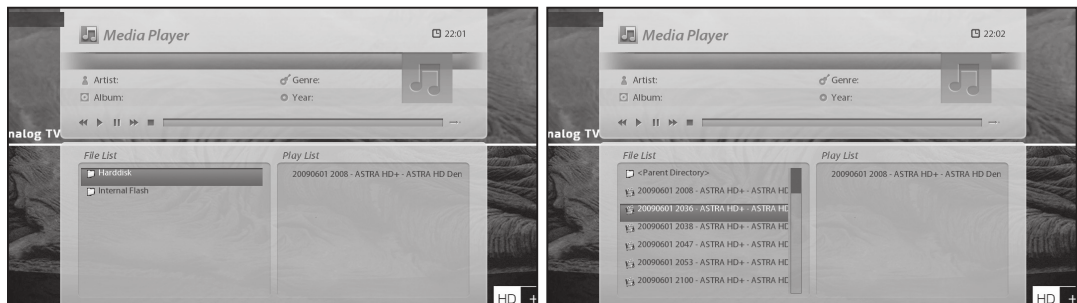 Media Player
22:01
Artist:
Genre:
Album:
Year:
nalog TV
File List
Play List
Harddisk
Internal Flash
20090601 2008 - ASTRA HD+ - ASTRA HD Den
HD +
Media Player
22:02
Artist:
Genre:
Album:
Year:
nalog TV
File List
Play List
<Parent Directory>
20090601 2008 - ASTRA HD+ - ASTRA HD
20090601 2036 - ASTRA HD+ - ASTRA HD
20090601 2038 - ASTRA HD+ - ASTRA HD
20090601 2047 - ASTRA HD+ - ASTRA HD
20090601 2053 - ASTRA HD+ - ASTRA HD
20090601 2100 - ASTRA HD+ - ASTRA HD
20090601 2008 - ASTRA HD+ - ASTRA HD Den
HD +